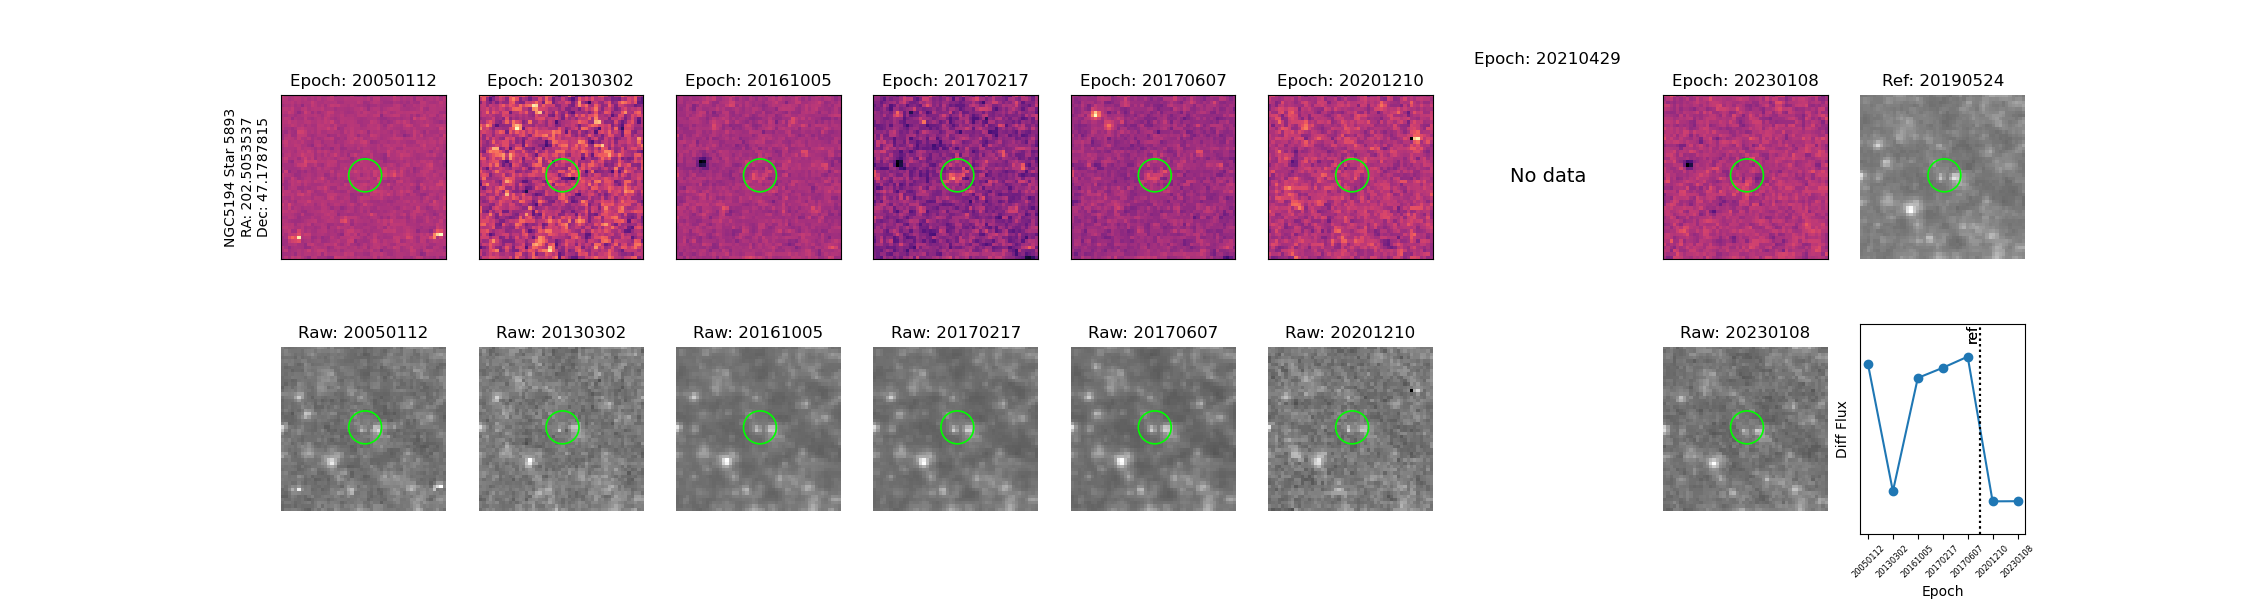 Epoch: 20050112
Epoch: 20130302
Epoch: 20161005
Epoch: 20170217
Epoch: 20170607
Epoch: 20201210
Epoch: 20210429
Epoch: 20230108
Ref: 20190524
NGC5194 Star 5893
RA: 202.5053537
Dec: 47.1787815
No data
Raw: 20050112
Raw: 20130302
Raw: 20161005
Raw: 20170217
Raw: 20170607
Raw: 20201210
Raw: 20230108
ref
Diff Flux
20050112
20130302
20161005
20170217
20170607
20201210
20230108
Epoch